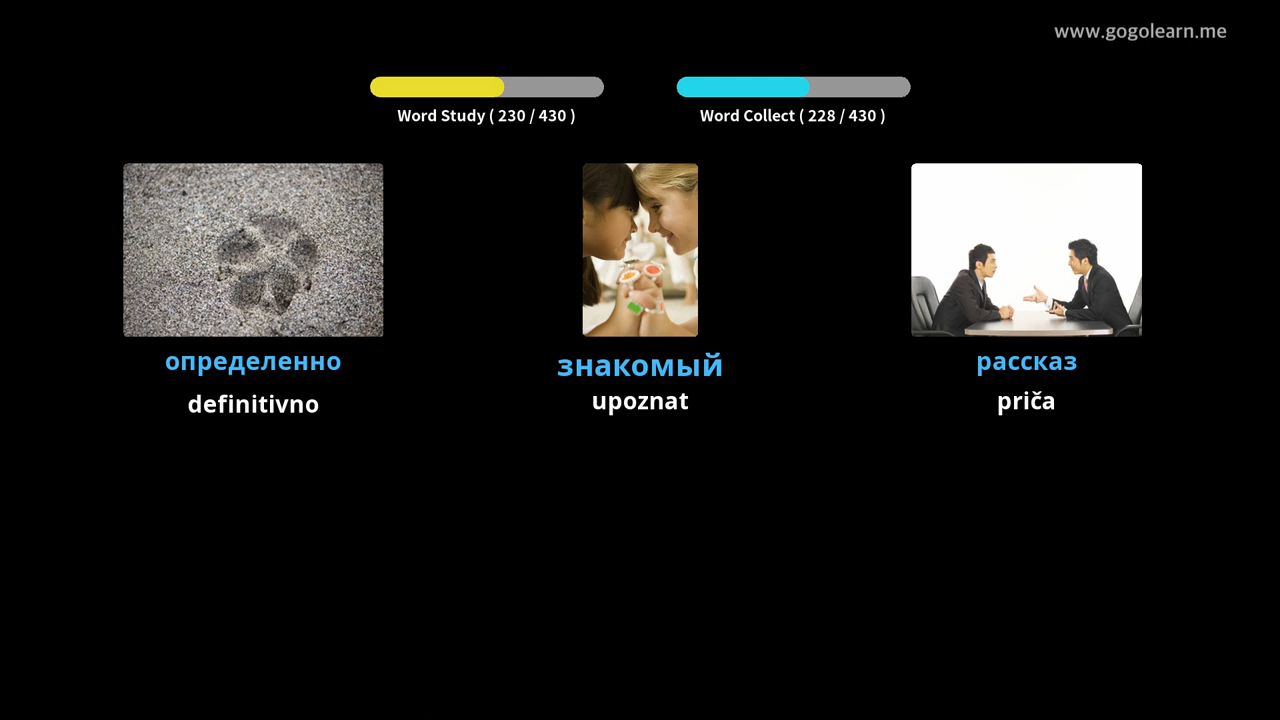 www.gogolearn.me
Word Study ( 230 / 430 )
Word Collect ( 228 / 430 )
определенно
знакомый
рассказ
definitivno
upoznat
priča